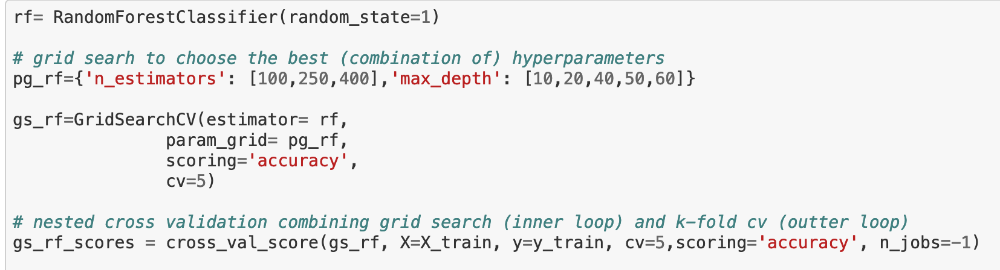 rf= RandomForestClassifier(random_state=1)
# grid searh to choose the best (combination of) hyperparameters
pg_rf={'n_estimators': [100,250,400],'max_depth': [10,20,40,50,60]}
gs_rf=GridSearchCV(estimator= rf,
param_grid= pg_rf,
scoring='accuracy',
cv=5)
# nested cross validation combining grid search (inner loop) and k-fold cv (outter loop)
gs_rf_scores = cross_val_score(gs_rf, X=X_train, y=y_train, cv=5,scoring='accuracy', n_jobs=-1)